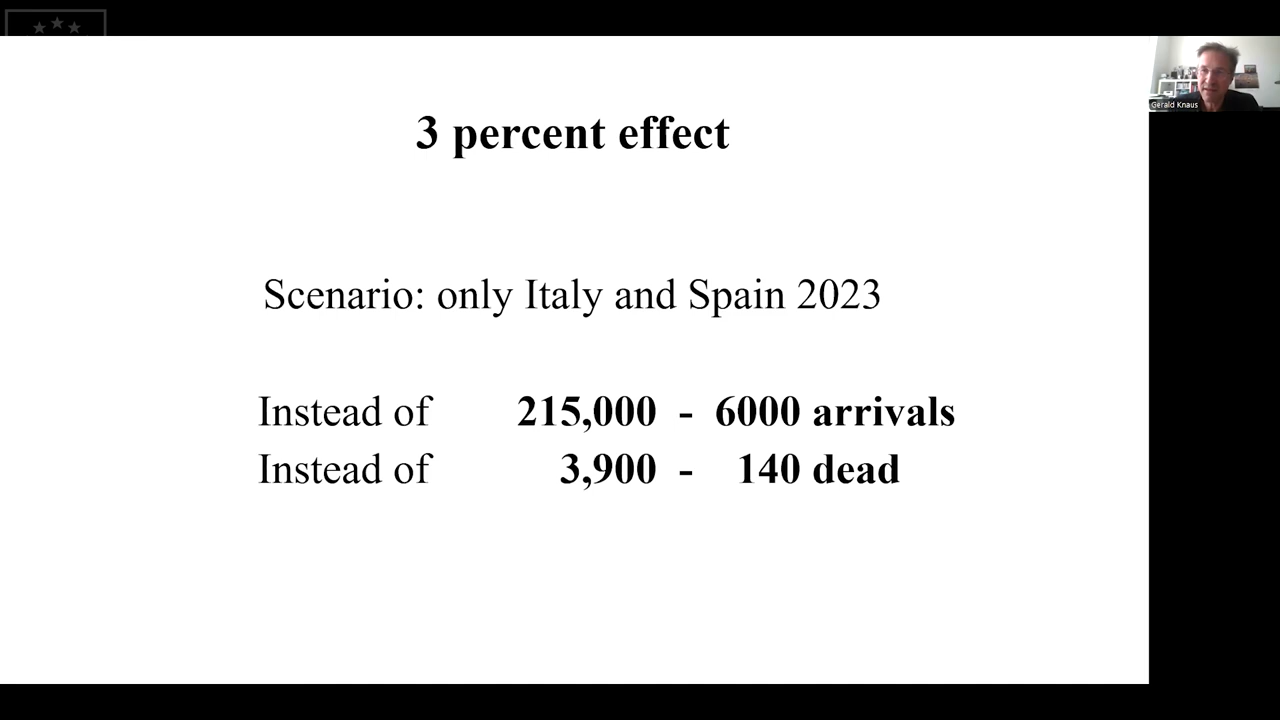 3 percent effect
Scenario: only Italy and Spain 2023
Instead of 215,000 - 6000 arrivals
Instead of 3,900 - 140 dead
Gerald Knaus